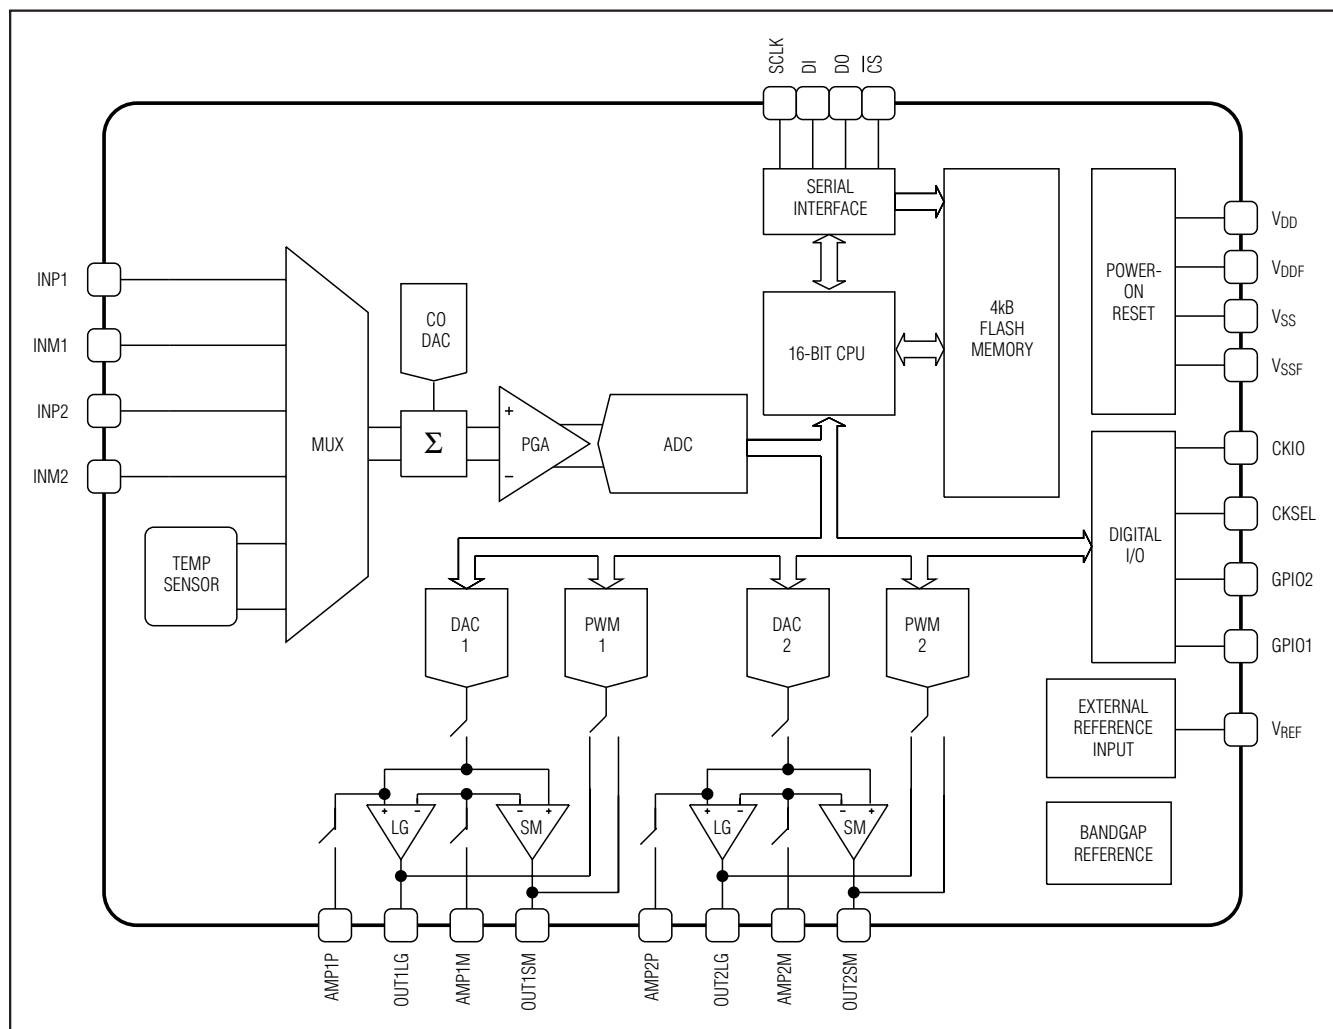 SCLK
DI
DO
CS
SERIAL
INTERFACE
4kB
FLASH
MEMORY
POWER-
ON
RESET
VDD
VDDF
VSS
VSSF
INP1
INM1
INP2
INM2
MUX
CO
DAC
Σ
+
−
PGA
ADC
16-BIT CPU
TEMP
SENSOR
DIGITAL
I/O
CKIO
CKSEL
GPIO2
GPIO1
DAC
1
PWM
1
DAC
2
PWM
2
EXTERNAL
REFERENCE
INPUT
VREF
+
−
LG
−
+
SM
+
−
LG
−
+
SM
BANDGAP
REFERENCE
AMP1P
OUT1LG
AMP1M
OUT1SM
AMP2P
OUT2LG
AMP2M
OUT2SM